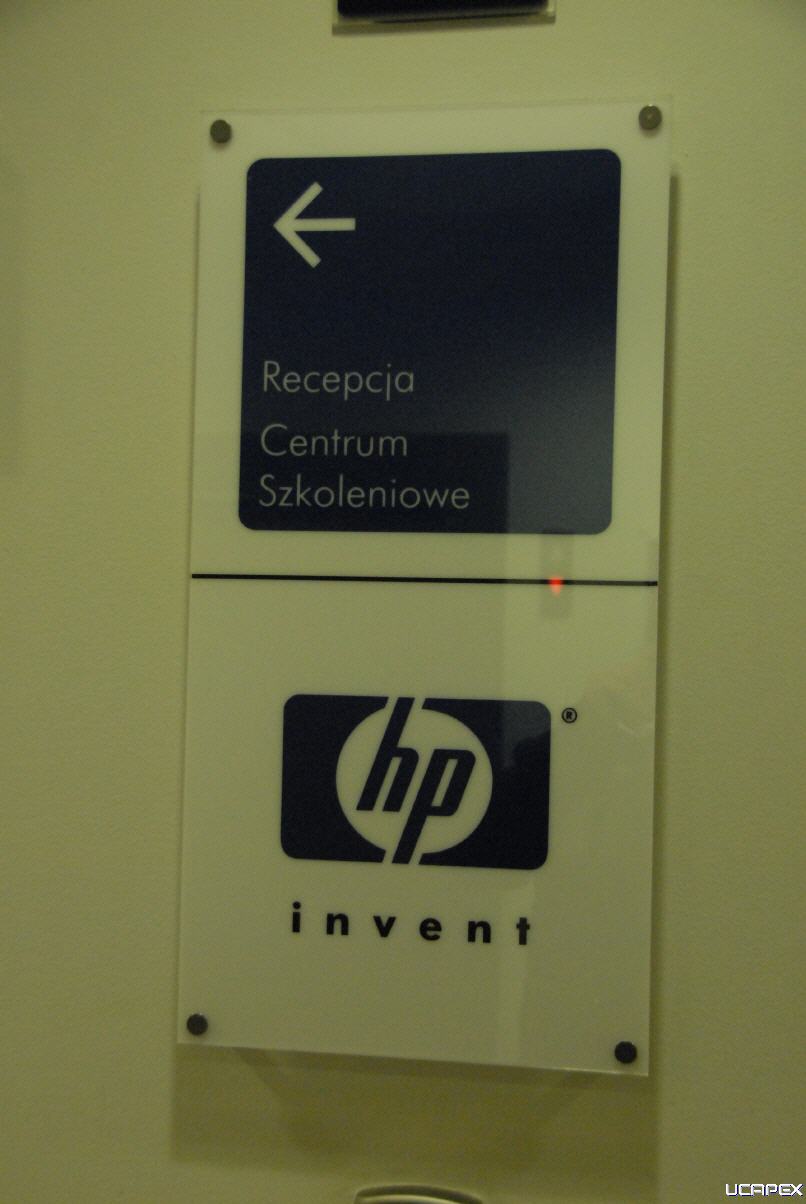 Recepcja
Centrum
Szkoleniowe
hp ®
invent
UCAPEX